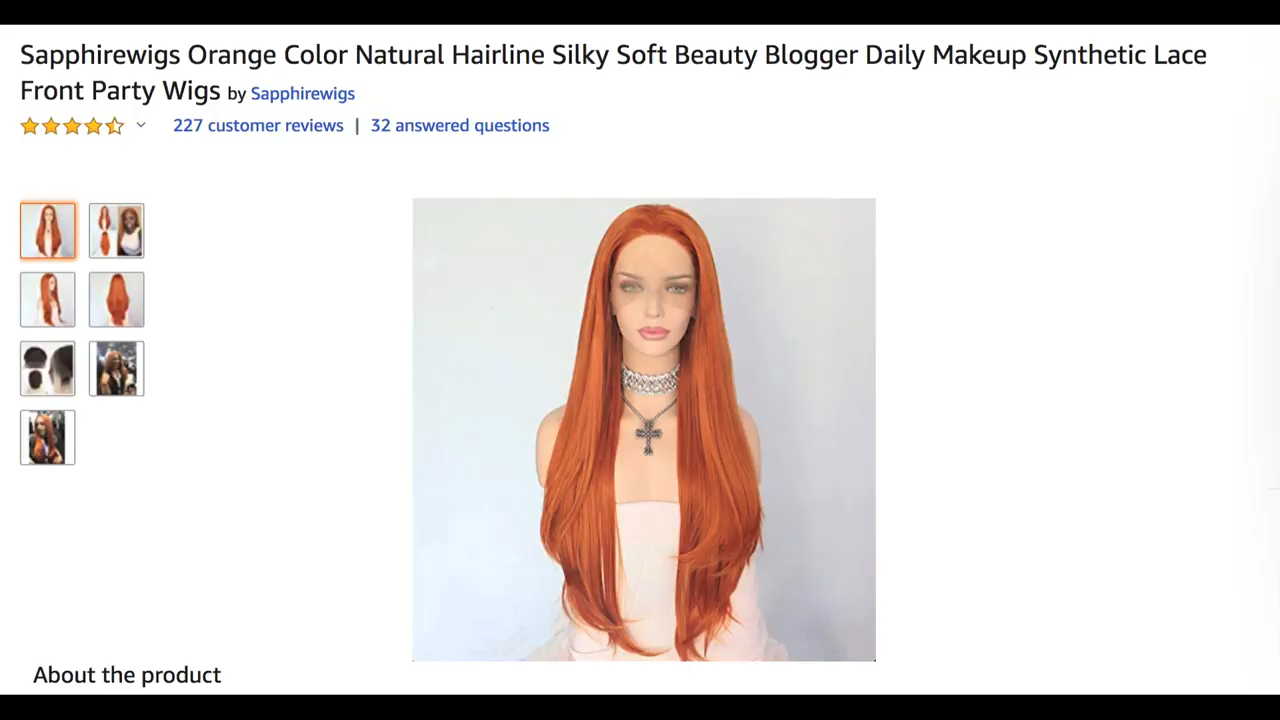 Sapphirewigs Orange Color Natural Hairline Silky Soft Beauty Blogger Daily Makeup Synthetic Lace
Front Party Wigs by Sapphirewigs
227 customer reviews | 32 answered questions
About the product